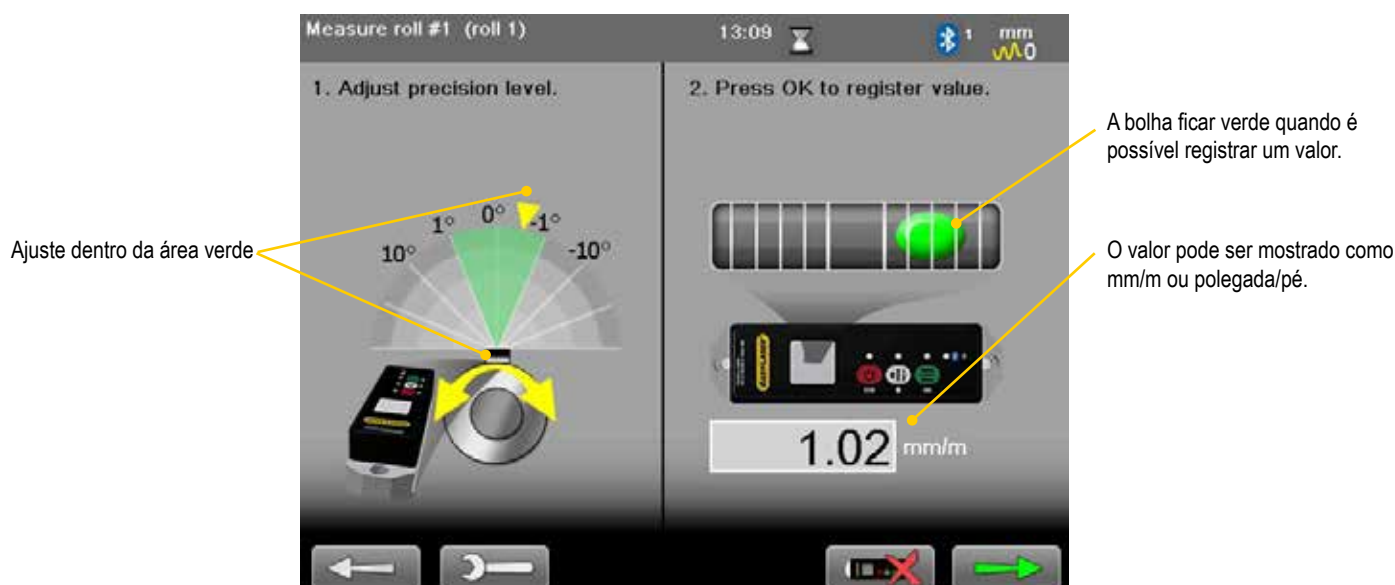 Measure roll #1 (roll 1)
13:09
1
mm
0
1. Adjust precision level.
2. Press OK to register value.
10°
1°
0°
-1°
-10°
1.02 mm/m
Ajuste dentro da área verde
A bolha ficar verde quando é
possível registrar um valor.
O valor pode ser mostrado como
mm/m ou polegada/pé.